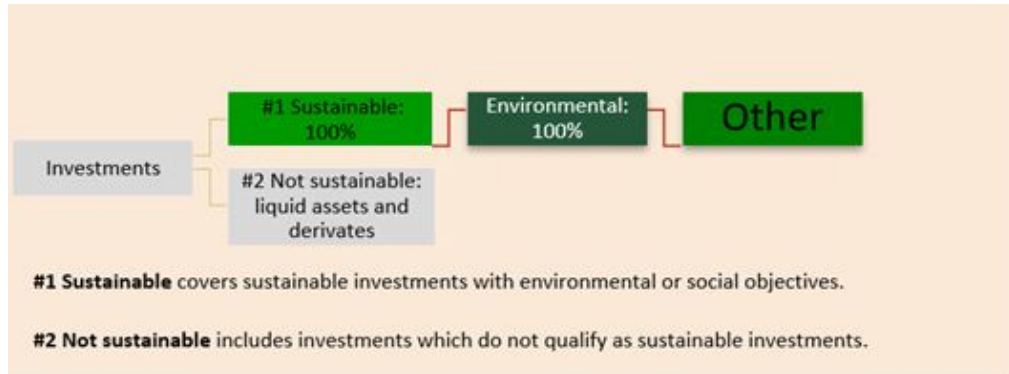 #1 Sustainable:
100%
Environmental:
100%
Other
Investments
#2 Not sustainable:
liquid assets and
derivates
#1 Sustainable covers sustainable investments with environmental or social objectives.
#2 Not sustainable includes investments which do not qualify as sustainable investments.